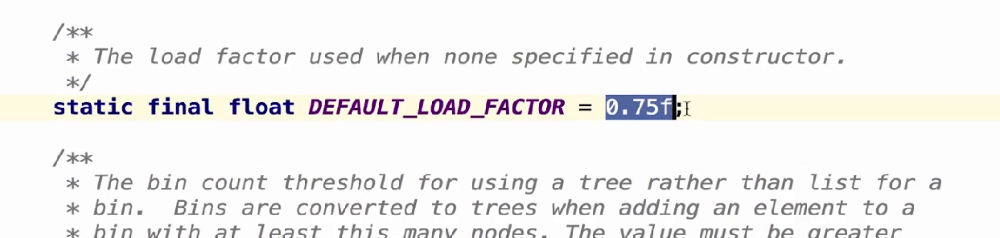 /**
* The load factor used when none specified in constructor.
*/
static final float DEFAULT_LOAD_FACTOR = 0.75f;
/**
* The bin count threshold for using a tree rather than list for a
* bin.  Bins are converted to trees when adding an element to a
* bin with at least this many nodes. The value must be greater